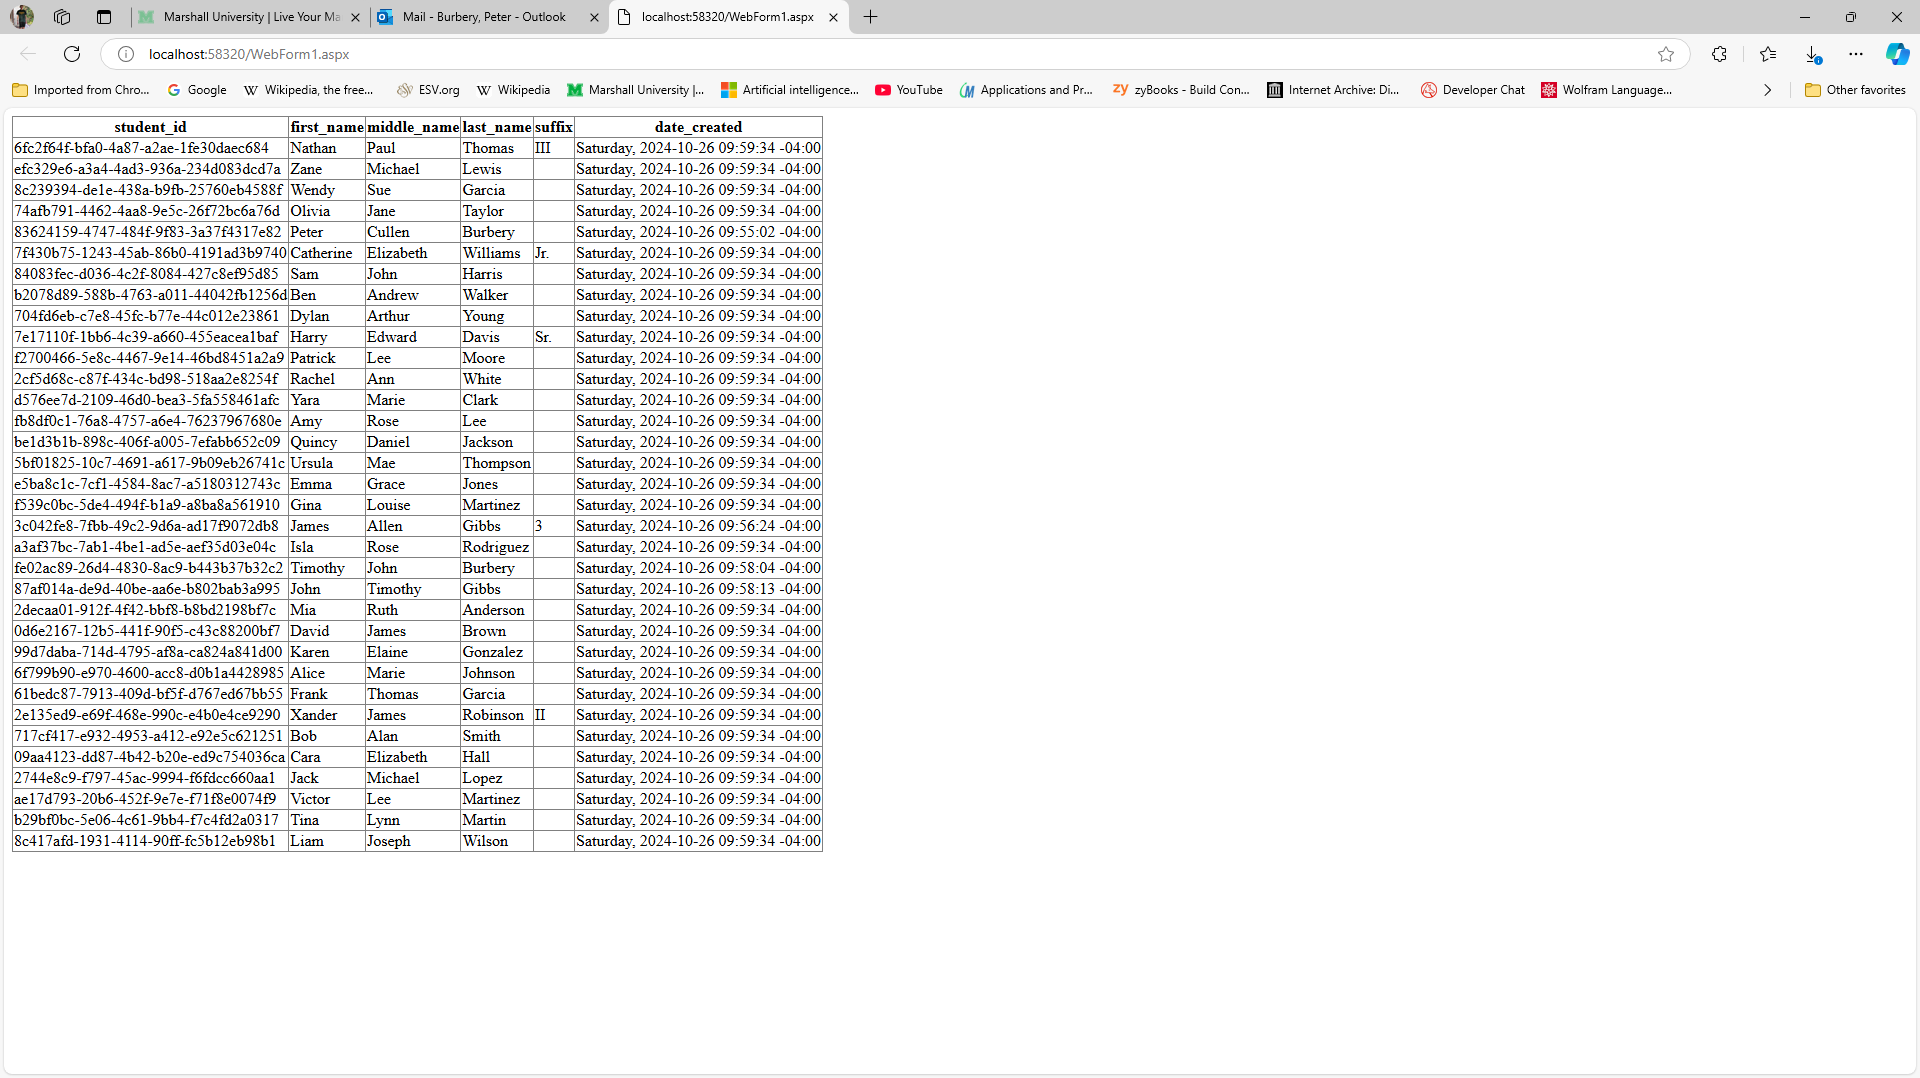 Marshall University | Live Your Ma
Mail - Burbery, Peter - Outlook
localhost:58320/WebForm1.aspx
localhost:58320/WebForm1.aspx
Imported from Chro... Google Wikipedia, the free... ESV.org Wikipedia Marshall University |... Artificial intelligence... YouTube Applications and Pr... zyBooks - Build Con... Internet Archive: Di... Developer Chat Wolfram Language... Other favorites
student_id first_name middle_name last_name suffix date_created
6fc2f64f-bfa0-4a87-a2ae-1fe30daec684 Nathan Paul Thomas III Saturday, 2024-10-26 09:59:34 -04:00
efc329e6-a3a4-4ad3-936a-234d083dcd7a Zane Michael Lewis Saturday, 2024-10-26 09:59:34 -04:00
8c239394-de1e-438a-b9fb-25760eb4588f Wendy Sue Garcia Saturday, 2024-10-26 09:59:34 -04:00
74afb791-4462-4aa8-9e5c-26f72bc6a76d Olivia Jane Taylor Saturday, 2024-10-26 09:59:34 -04:00
83624159-4747-484f-9f83-3a37f4317e82 Peter Cullen Burbery Saturday, 2024-10-26 09:55:02 -04:00
7f430b75-1243-45ab-86b0-4191ad3b9740 Catherine Elizabeth Williams Jr. Saturday, 2024-10-26 09:59:34 -04:00
84083fec-d036-4c2f-8084-427c8ef95d85 Sam John Harris Saturday, 2024-10-26 09:59:34 -04:00
b2078d89-588b-4763-a011-44042fb1256d Ben Andrew Walker Saturday, 2024-10-26 09:59:34 -04:00
704fd6eb-c7e8-45fc-b77e-44c012e23861 Dylan Arthur Young Saturday, 2024-10-26 09:59:34 -04:00
7e17110f-1bb6-4c39-a660-455eacea1baf Harry Edward Davis Sr. Saturday, 2024-10-26 09:59:34 -04:00
f2700466-5e8c-4467-9e14-46bd8451a2a9 Patrick Lee Moore Saturday, 2024-10-26 09:59:34 -04:00
2cf5d68c-c87f-434c-bd98-518aa2e8254f Rachel Ann White Saturday, 2024-10-26 09:59:34 -04:00
d576ee7d-2109-46d0-bea3-5fa558461afc Yara Marie Clark Saturday, 2024-10-26 09:59:34 -04:00
fb8df0c1-76a8-4757-a6e4-76237967680e Amy Rose Lee Saturday, 2024-10-26 09:59:34 -04:00
be1d3b1b-898c-406f-a005-7efabb652c09 Quincy Daniel Jackson Saturday, 2024-10-26 09:59:34 -04:00
5bf01825-10c7-4691-a617-9b09eb26741c Ursula Mae Thompson Saturday, 2024-10-26 09:59:34 -04:00
e5ba8c1c-7cf1-4584-8ac7-a5180312743c Emma Grace Jones Saturday, 2024-10-26 09:59:34 -04:00
f539c0bc-5de4-494f-b1a9-a8ba8a561910 Gina Louise Martinez Saturday, 2024-10-26 09:59:34 -04:00
3c042fe8-7fbb-49c2-9d6a-ad17f9072db8 James Allen Gibbs 3 Saturday, 2024-10-26 09:56:24 -04:00
a3af37bc-7ab1-4be1-ad5e-aef35d03e04c Isla Rose Rodriguez Saturday, 2024-10-26 09:59:34 -04:00
fe02ac89-26d4-4830-8ac9-b443b37b32c2 Timothy John Burbery Saturday, 2024-10-26 09:58:04 -04:00
87af014a-de9d-40be-aa6e-b802bab3a995 John Timothy Gibbs Saturday, 2024-10-26 09:58:13 -04:00
2decaa01-912f-4f42-bbf8-b8bd2198bf7c Mia Ruth Anderson Saturday, 2024-10-26 09:59:34 -04:00
0d6e2167-12b5-441f-90f5-c43c88200bf7 David James Brown Saturday, 2024-10-26 09:59:34 -04:00
99d7daba-714d-4795-af8a-ca824a841d00 Karen Elaine Gonzalez Saturday, 2024-10-26 09:59:34 -04:00
6f799b90-e970-4600-acc8-d0b1a4428985 Alice Marie Johnson Saturday, 2024-10-26 09:59:34 -04:00
61bedc87-7913-409d-bf5f-d767ed67bb55 Frank Thomas Garcia Saturday, 2024-10-26 09:59:34 -04:00
2e135ed9-e69f-468e-990c-e4b0e4ce9290 Xander James Robinson II Saturday, 2024-10-26 09:59:34 -04:00
717cf417-e932-4953-a412-e92e5c621251 Bob Alan Smith Saturday, 2024-10-26 09:59:34 -04:00
09aa4123-dd87-4b42-b20e-ed9c754036ca Cara Elizabeth Hall Saturday, 2024-10-26 09:59:34 -04:00
2744e8c9-f797-45ac-9994-f6fdcc660aa1 Jack Michael Lopez Saturday, 2024-10-26 09:59:34 -04:00
ae17d793-20b6-452f-9e7e-f71f8e0074f9 Victor Lee Martinez Saturday, 2024-10-26 09:59:34 -04:00
b29bf0bc-5e06-4c61-9bb4-f7c4fd2a0317 Tina Lynn Martin Saturday, 2024-10-26 09:59:34 -04:00
8c417afd-1931-4114-90ff-fc5b12eb98b1 Liam Joseph Wilson Saturday, 2024-10-26 09:59:34 -04:00